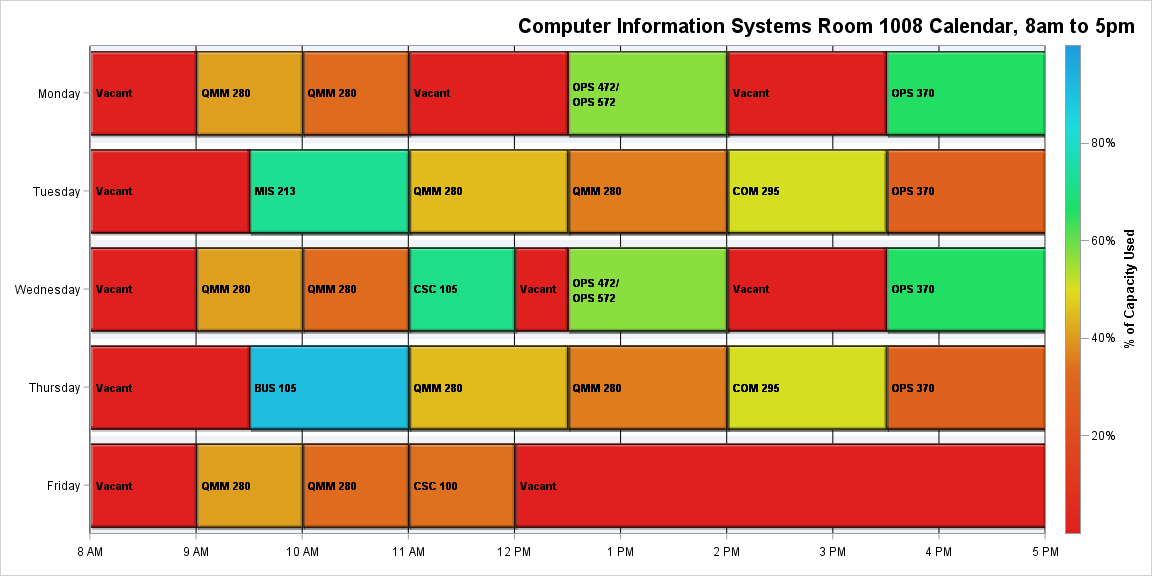 Computer Information Systems Room 1008 Calendar, 8am to 5pm
Monday
Vacant
QMM 280
QMM 280
Vacant
OPS 472/
OPS 572
Vacant
OPS 370
Tuesday
Vacant
MIS 213
QMM 280
QMM 280
COM 295
OPS 370
Wednesday
Vacant
QMM 280
QMM 280
CSC 105
Vacant
OPS 472/
OPS 572
Vacant
OPS 370
Thursday
Vacant
BUS 105
QMM 280
QMM 280
COM 295
OPS 370
Friday
Vacant
QMM 280
QMM 280
CSC 100
Vacant
8 AM
9 AM
10 AM
11 AM
12 PM
1 PM
2 PM
3 PM
4 PM
5 PM
80%
60%
40%
20%
% of Capacity Used